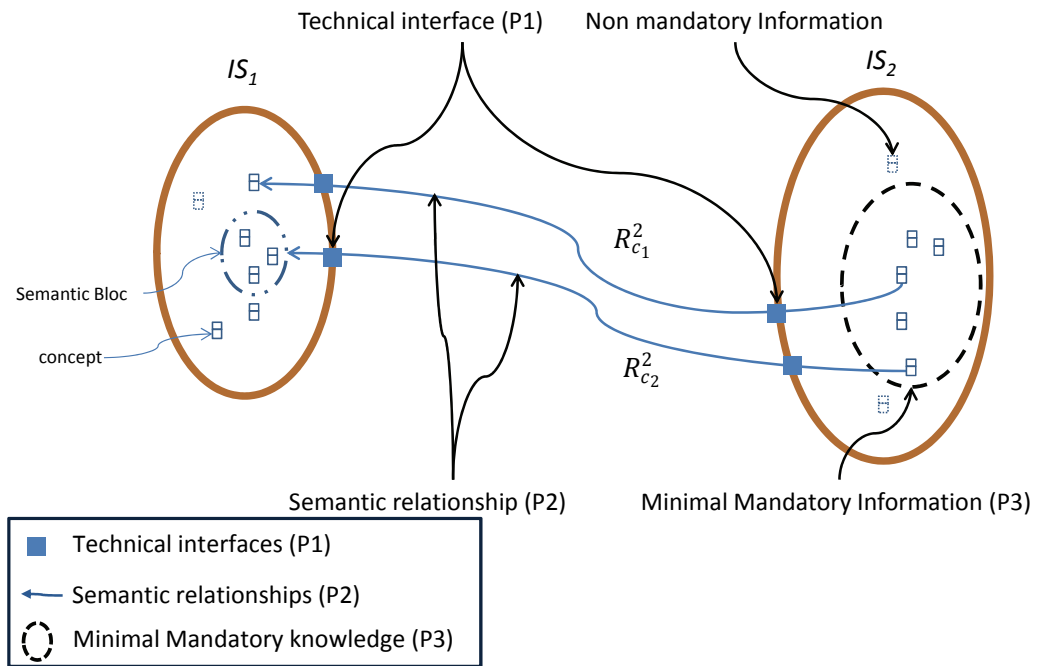 Technical interface (P1)
Non mandatory Information
IS₁
IS₂
R²c₁
Semantic Bloc
concept
R²c₂
Semantic relationship (P2)
Minimal Mandatory Information (P3)
Technical interfaces (P1)
Semantic relationships (P2)
Minimal Mandatory knowledge (P3)